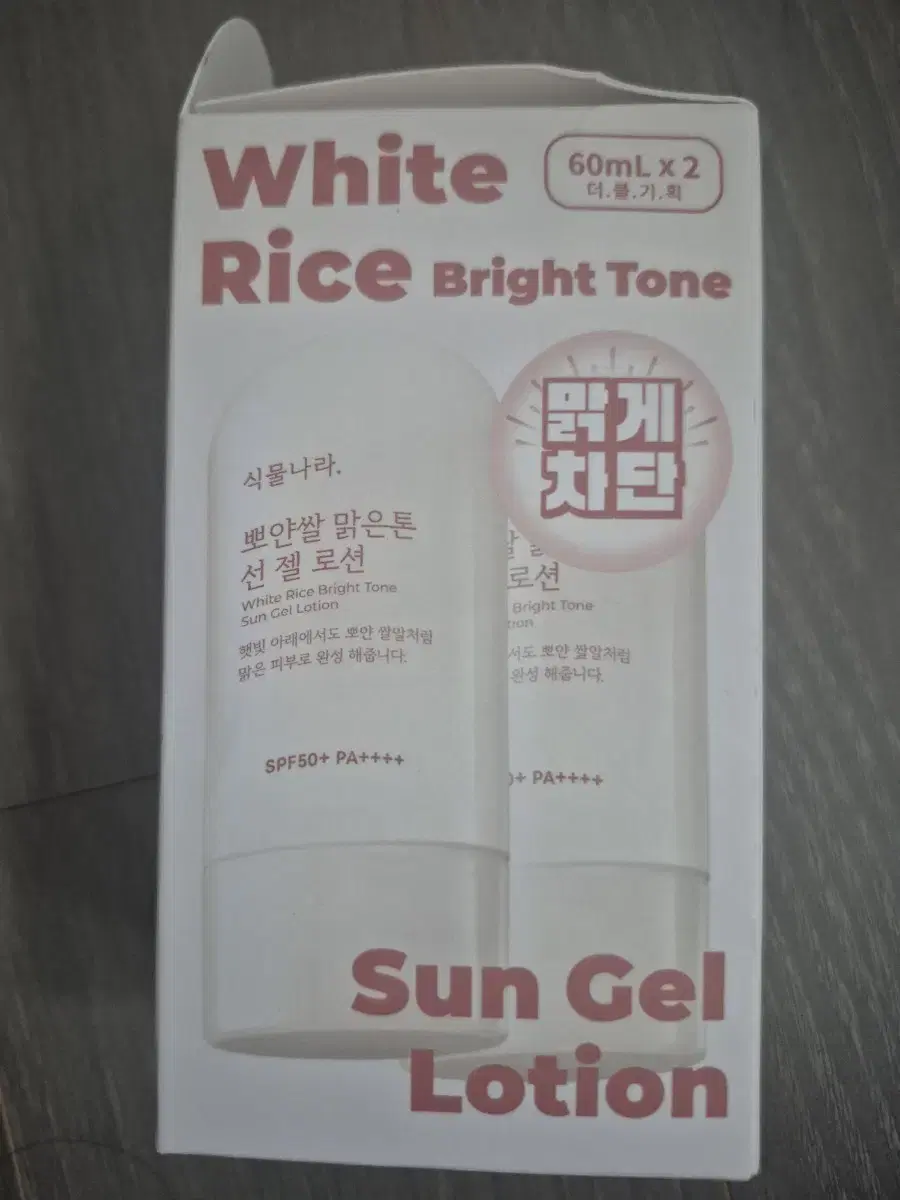 White
60mL x 2
더.블.기.획
Rice Bright Tone
맑게
차단
식물나라.
뽀얀쌀 맑은톤
선 젤 로션
White Rice Bright Tone
Sun Gel Lotion
햇빛 아래에서도 뽀얀 쌀알처럼
맑은 피부로 완성 해줍니다.
SPF50+ PA++++
로션
Bright Tone
서도 뽀얀 쌀알처럼
완성 해줍니다.
+ PA++++
Sun Gel
Lotion